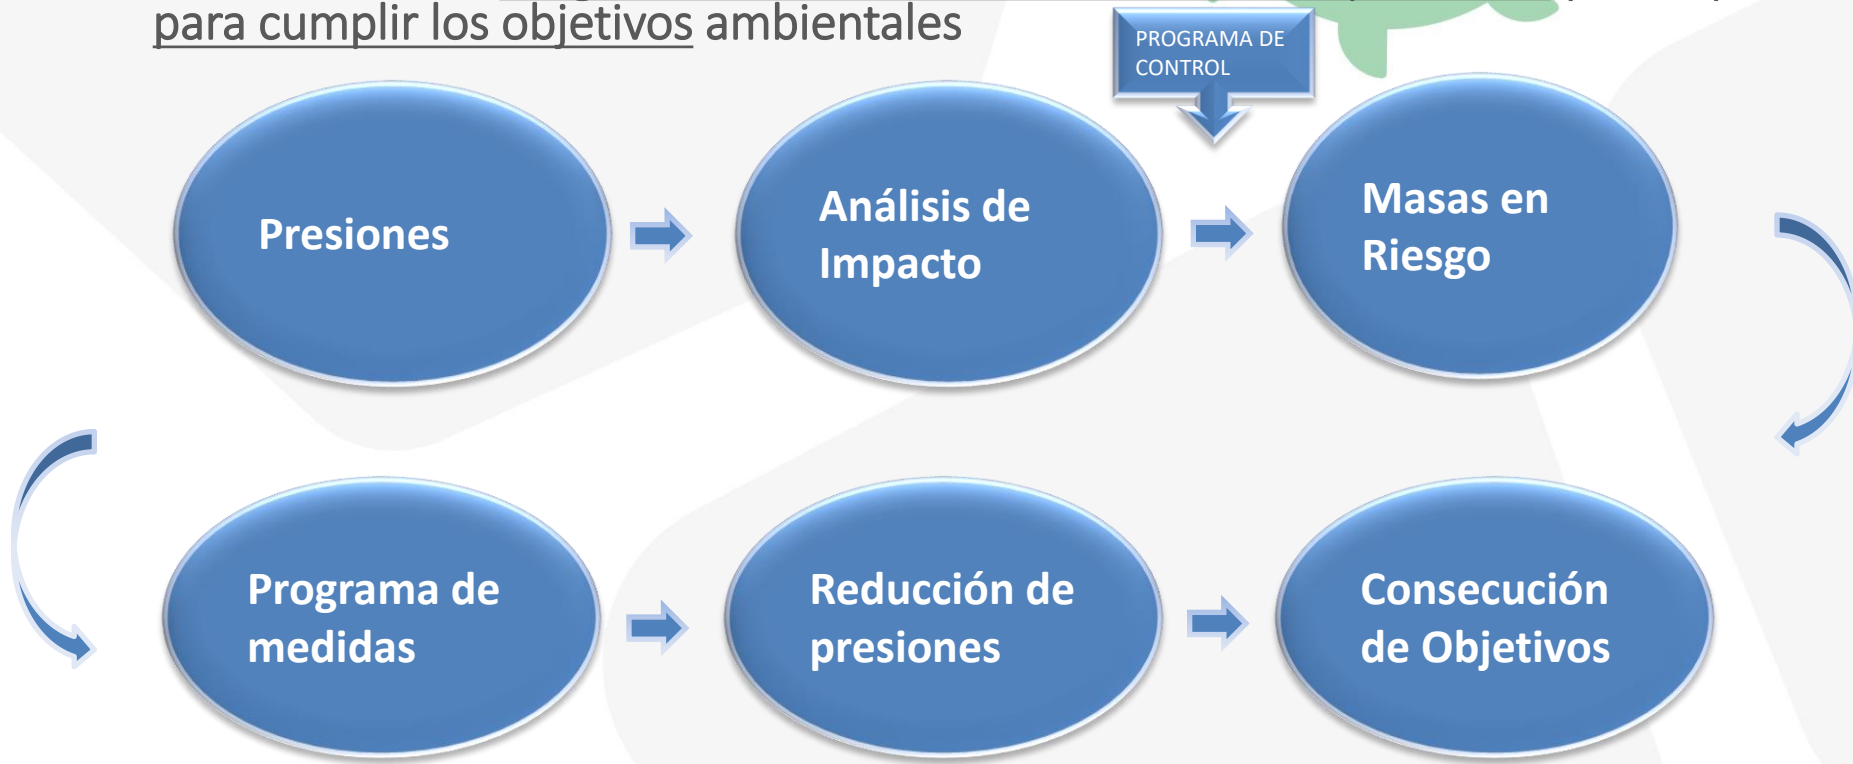 para cumplir los objetivos ambientales
PROGRAMA DE
CONTROL
Presiones
Análisis de
Impacto
Masas en
Riesgo
Programa de
medidas
Reducción de
presiones
Consecución
de Objetivos